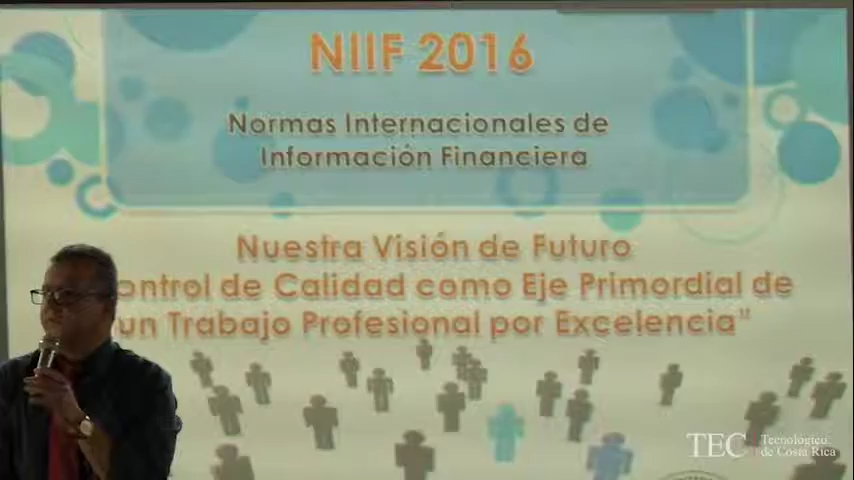 NIIF 2016
Normas Internacionales de
Información Financiera
Nuestra Visión de Futuro
ontrol de Calidad como Eje Primordial de
un Trabajo Profesional por Excelencia"
TEC Tecnológico
de Costa Rica